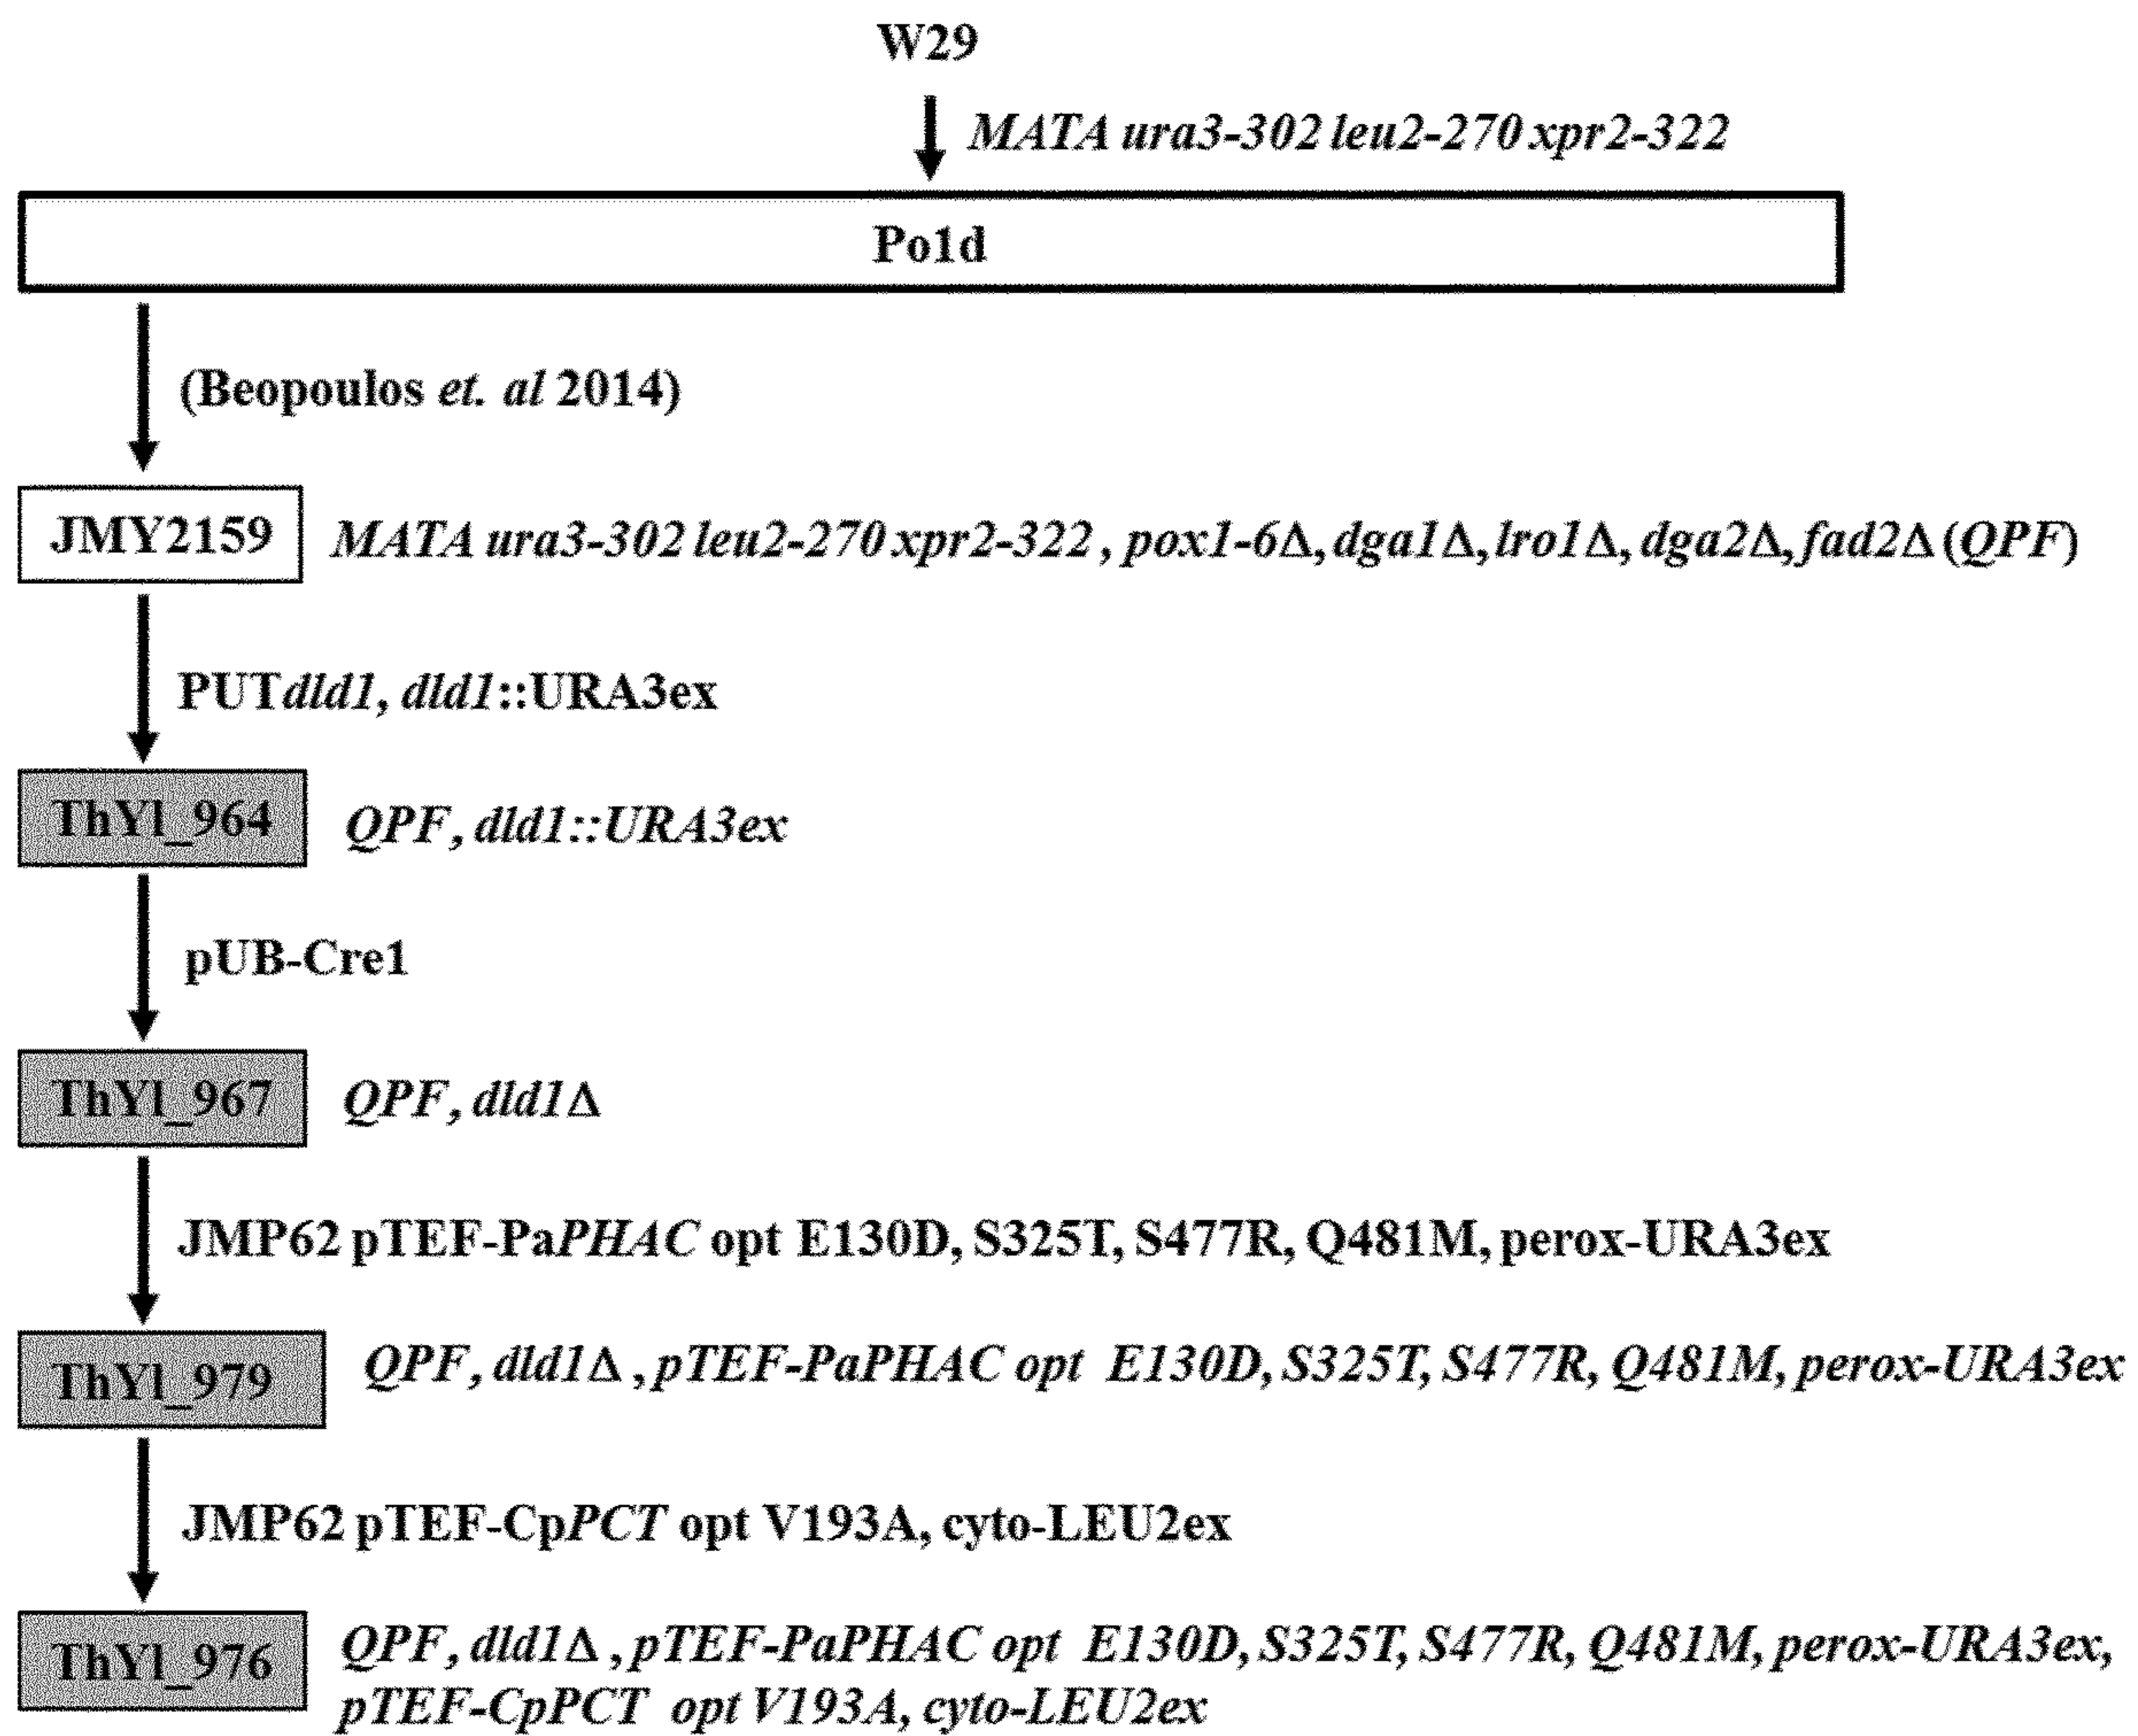 W29
MATA ura3-302 leu2-270 xpr2-322
Po1d
(Beopoulos et. al 2014)
JMY2159
MATA ura3-302 leu2-270 xpr2-322 , pox1-6Δ, dga1Δ, lro1Δ, dga2Δ, fad2Δ (QPF)
PUTdld1, dld1::URA3ex
ThYl_964
QPF, dld1::URA3ex
pUB-Cre1
ThYl_967
QPF, dld1Δ
JMP62 pTEF-PaPHAC opt E130D, S325T, S477R, Q481M, perox-URA3ex
ThYl_979
QPF, dld1Δ , pTEF-PaPHAC opt E130D, S325T, S477R, Q481M, perox-URA3ex
JMP62 pTEF-CpPCT opt V193A, cyto-LEU2ex
ThYl_976
QPF, dld1Δ , pTEF-PaPHAC opt E130D, S325T, S477R, Q481M, perox-URA3ex,
pTEF-CpPCT opt V193A, cyto-LEU2ex